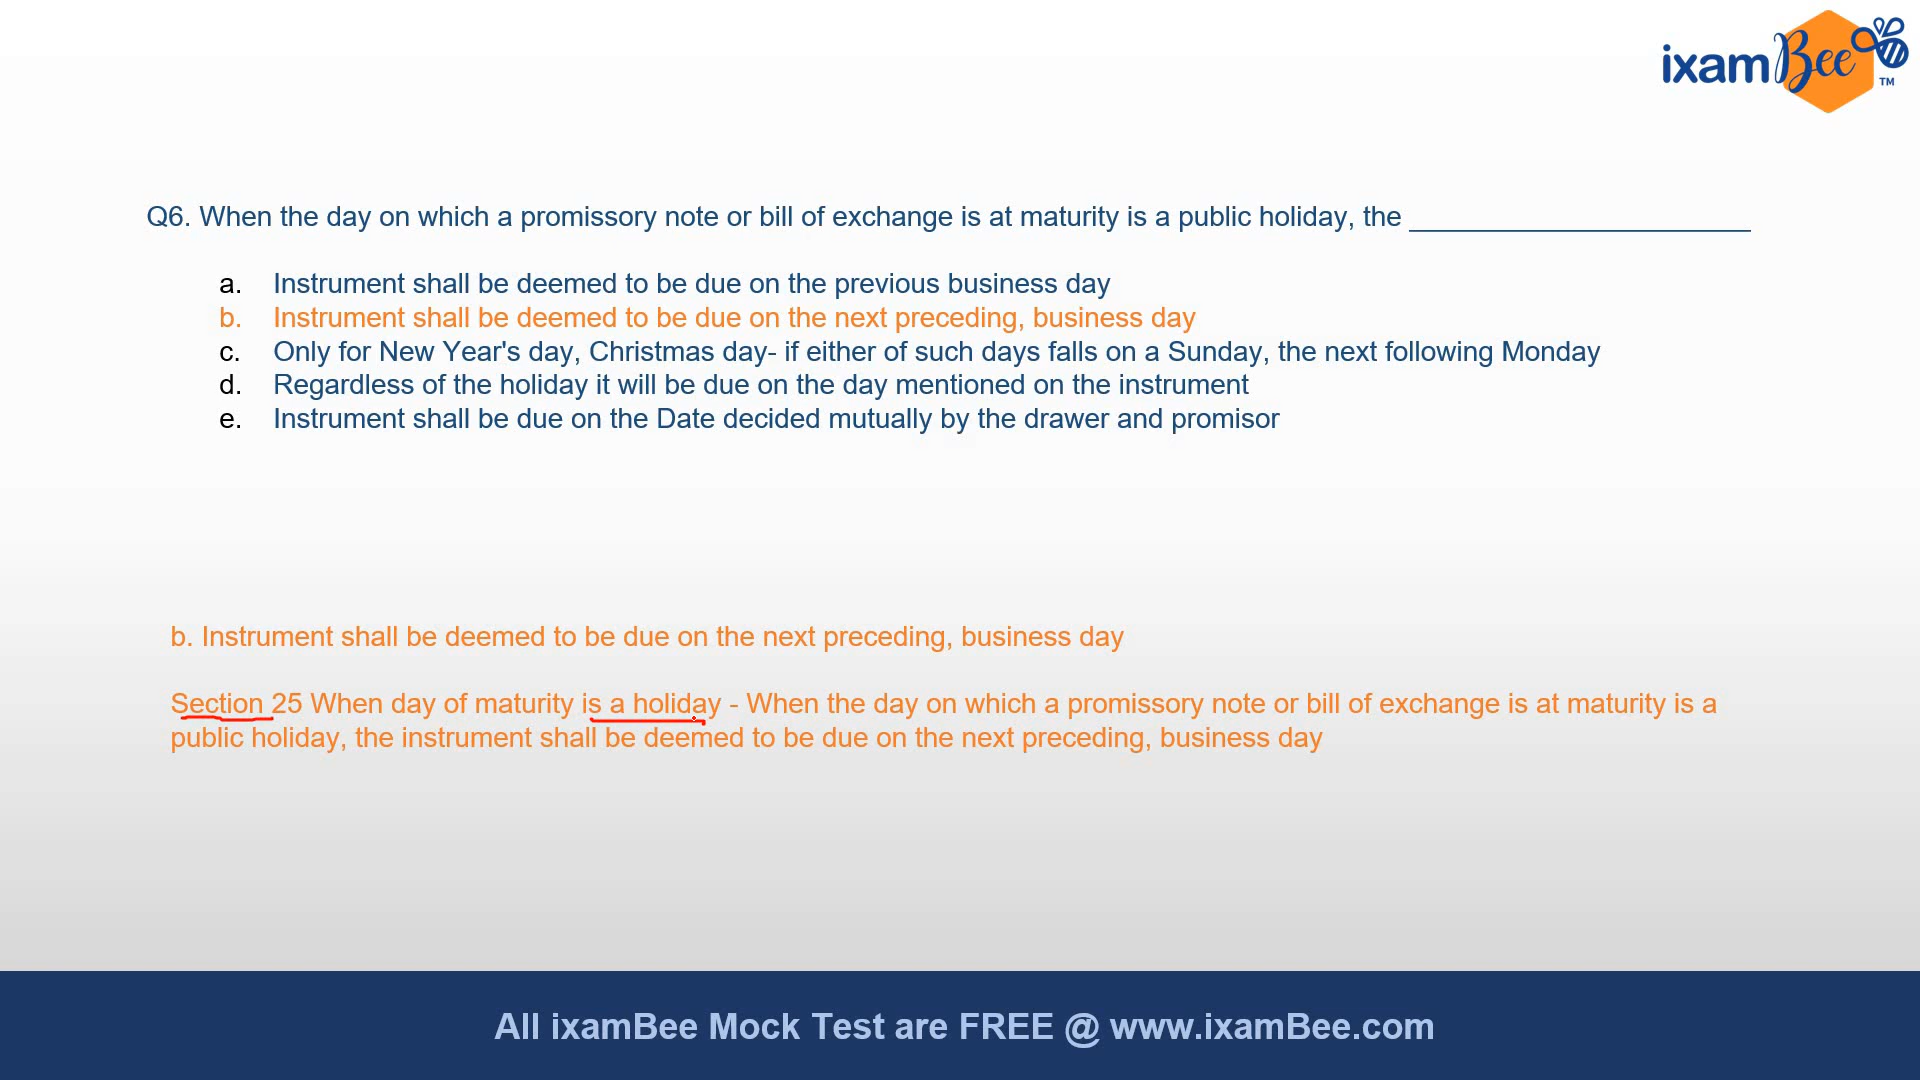 ixamBee™
Q6. When the day on which a promissory note or bill of exchange is at maturity is a public holiday, the ______________________
a. Instrument shall be deemed to be due on the previous business day
b. Instrument shall be deemed to be due on the next preceding, business day
c. Only for New Year's day, Christmas day- if either of such days falls on a Sunday, the next following Monday
d. Regardless of the holiday it will be due on the day mentioned on the instrument
e. Instrument shall be due on the Date decided mutually by the drawer and promisor
b. Instrument shall be deemed to be due on the next preceding, business day
Section 25 When day of maturity is a holiday - When the day on which a promissory note or bill of exchange is at maturity is a
public holiday, the instrument shall be deemed to be due on the next preceding, business day
All ixamBee Mock Test are FREE @ www.ixamBee.com